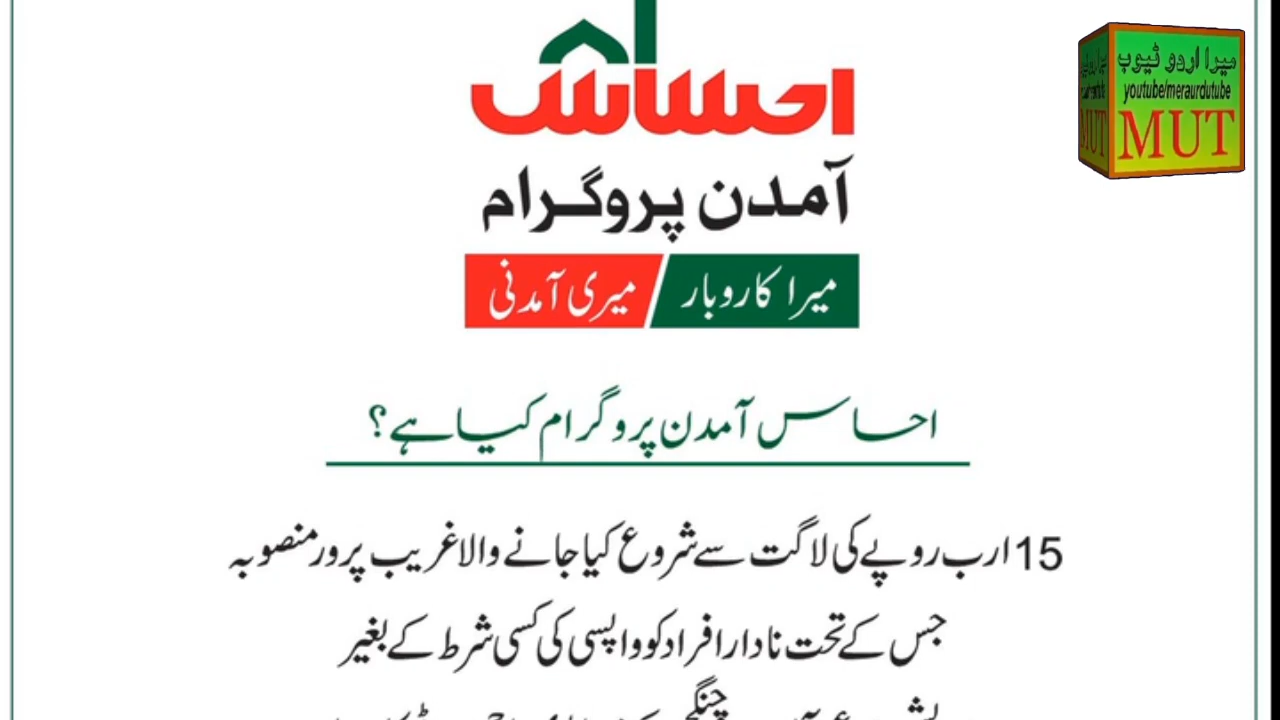 احساس
آمدن پروگرام
میرا کاروبار / میری آمدنی
احساس آمدن پروگرام کیا ہے؟
15 ارب روپے کی لاگت سے شروع کیا جانے والا غریب پرور منصوبہ
جس کے تحت نادار افراد کو واپسی کی کسی شرط کے بغیر
میرا اردو ٹیوب
youtube/meraurdutube
MUT
MUT